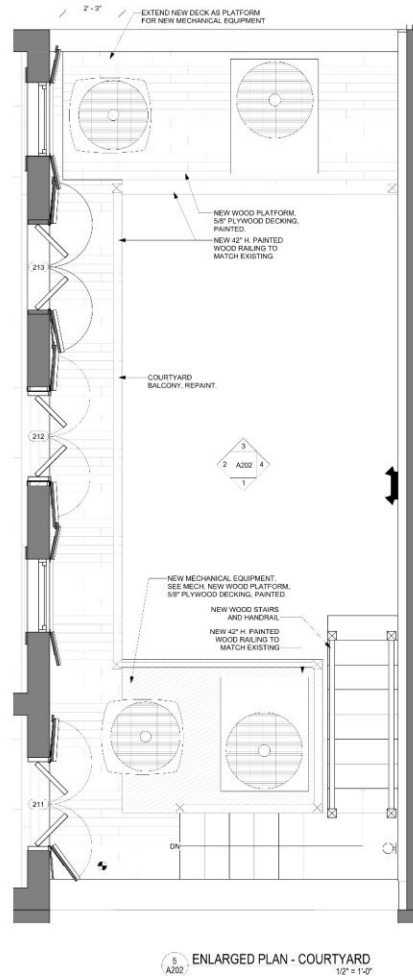 2' - 3"
EXTEND NEW DECK AS PLATFORM
FOR NEW MECHANICAL EQUIPMENT
NEW WOOD PLATFORM,
5/8" PLYWOOD DECKING,
PAINTED.
NEW 42" H. PAINTED
WOOD RAILING TO
MATCH EXISTING
213
COURTYARD
BALCONY, REPAINT.
212
3
2 A202 4
1
NEW MECHANICAL EQUIPMENT,
SEE MECH. NEW WOOD PLATFORM,
5/8" PLYWOOD DECKING, PAINTED.
NEW WOOD STAIRS
AND HANDRAIL
NEW 42" H. PAINTED
WOOD RAILING TO
MATCH EXISTING
211
DN
5
A202
ENLARGED PLAN - COURTYARD
1/2" = 1'-0"